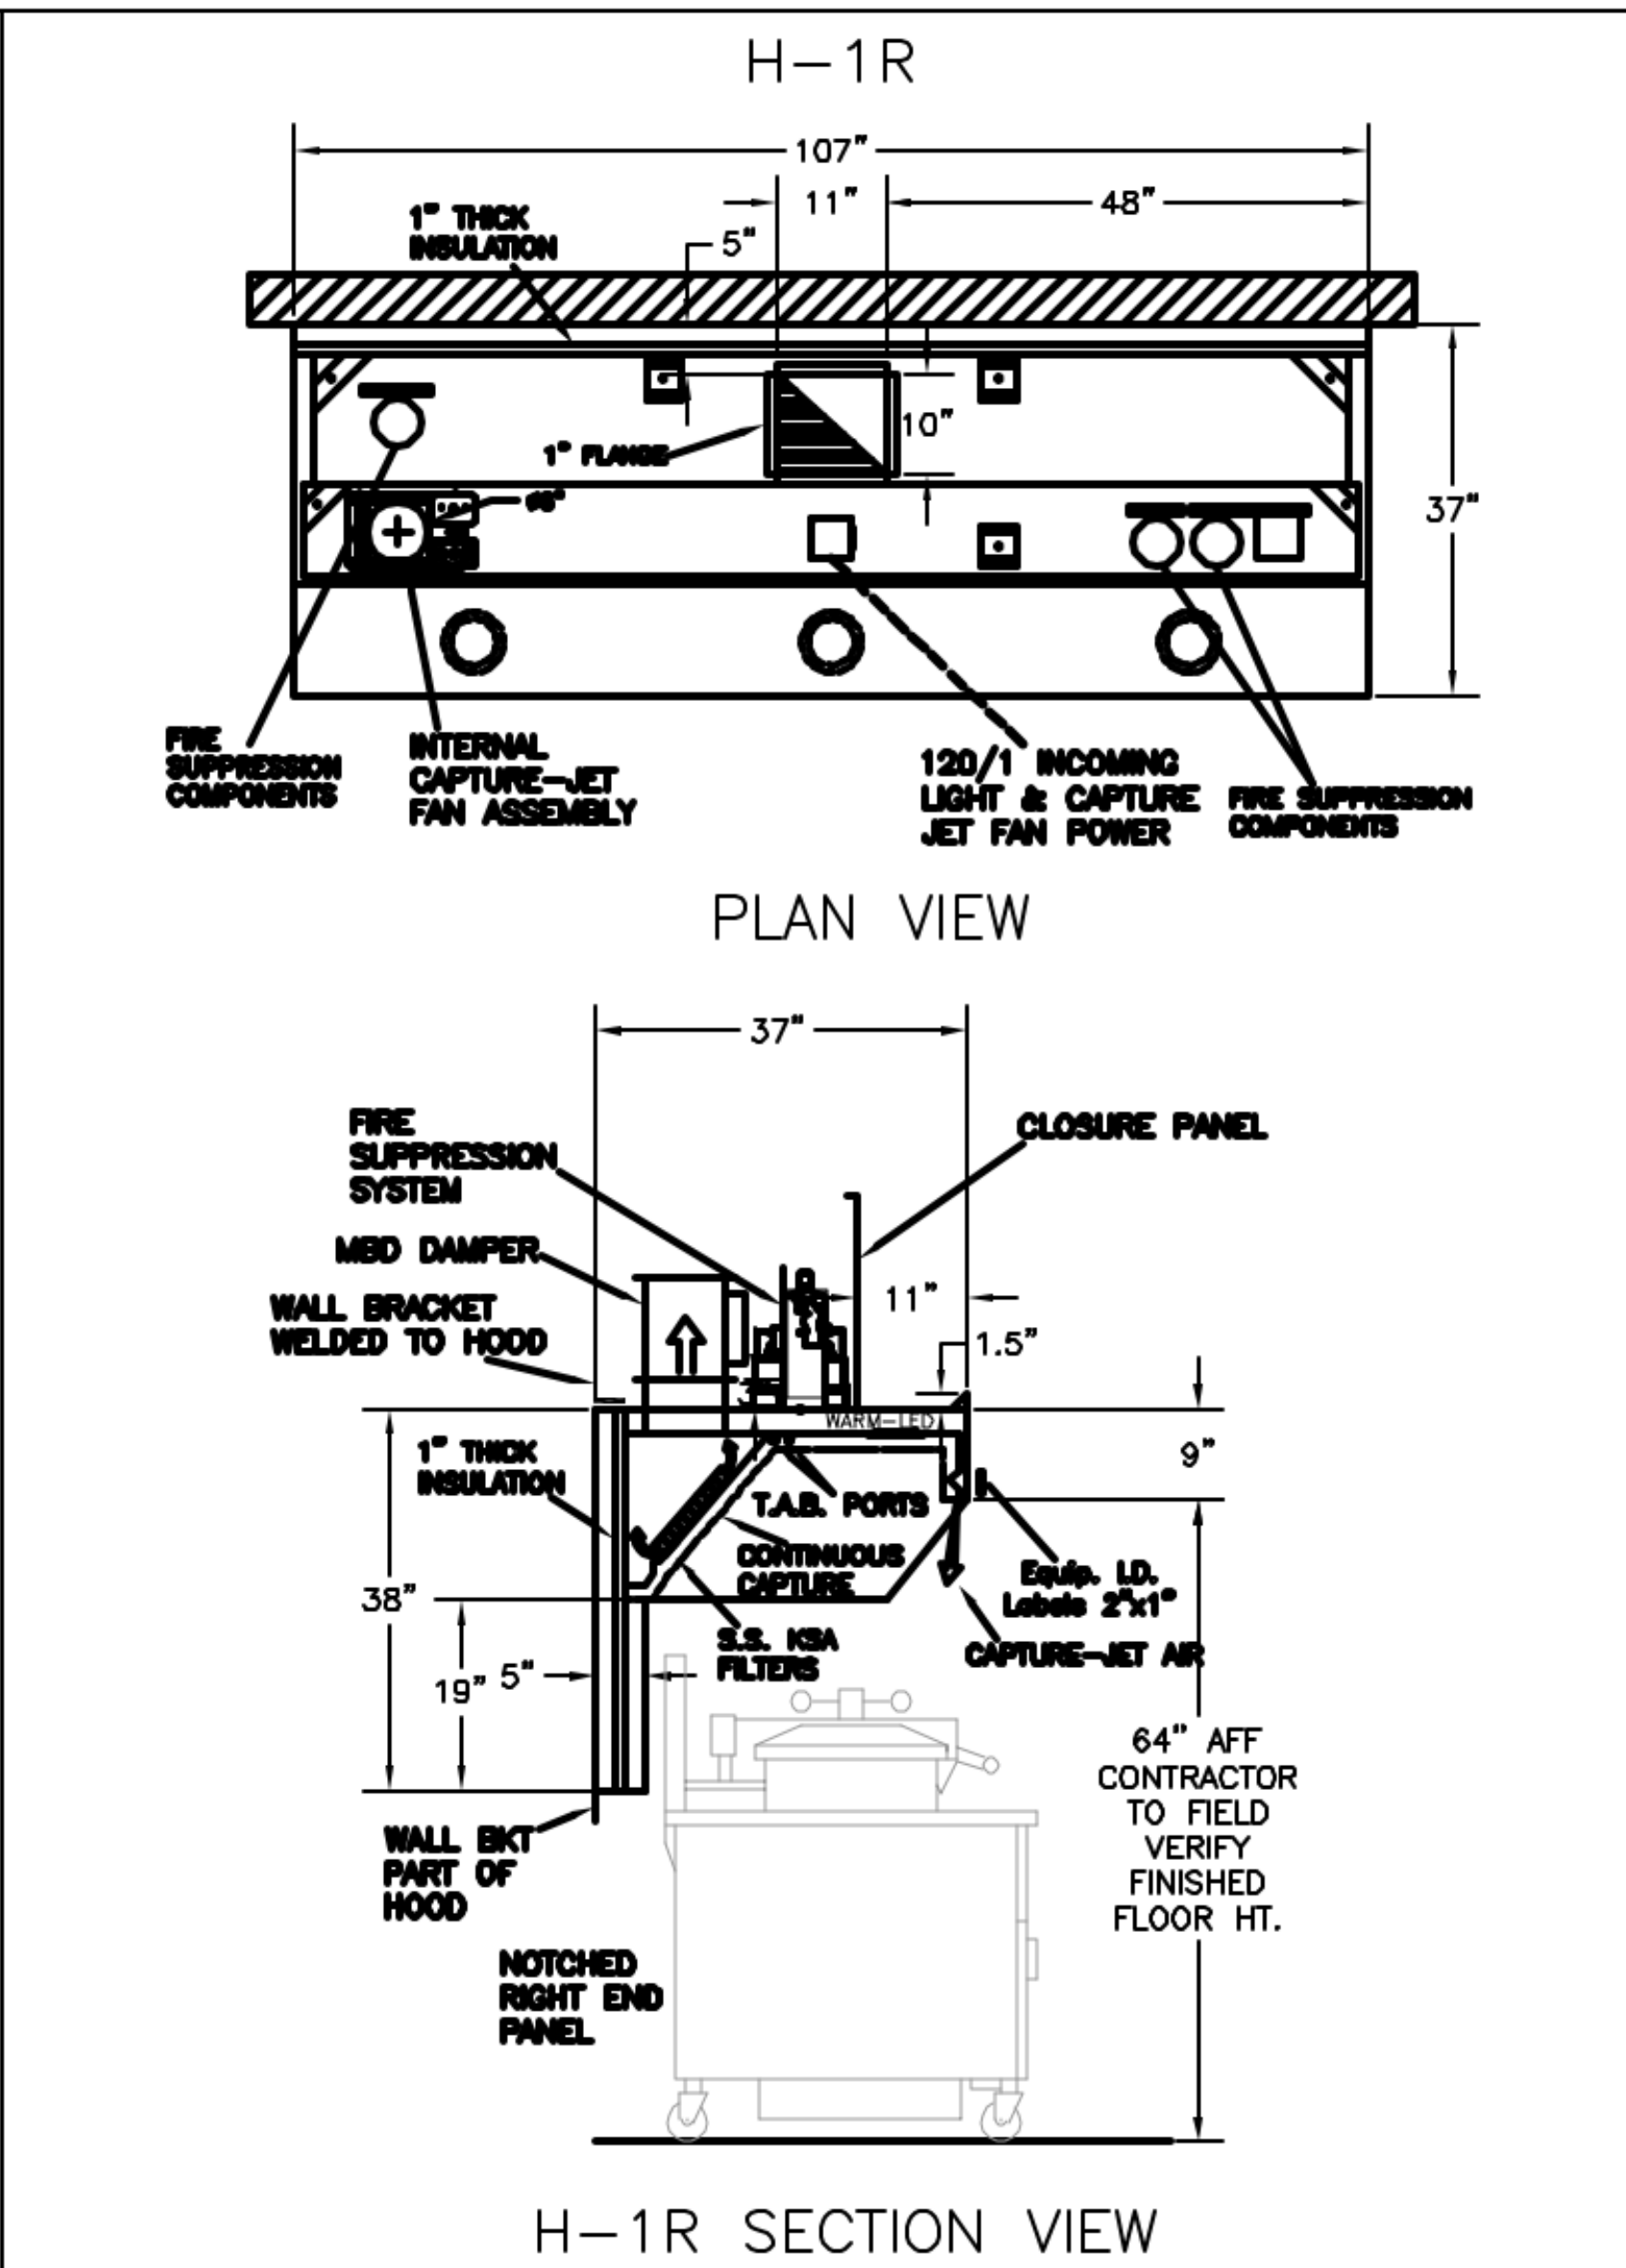 H-1R
107"
11"
48"
1" THICK
INSULATION
5"
10"
1" FLANGE
37"
FIRE
SUPPRESSION
COMPONENTS
INTERNAL
CAPTURE-JET
FAN ASSEMBLY
120/1 INCOMING
LIGHT & CAPTURE
JET FAN POWER
FIRE SUPPRESSION
COMPONENTS
PLAN VIEW
37"
FIRE
SUPPRESSION
SYSTEM
CLOSURE PANEL
MBD DAMPER
WALL BRACKET
WELDED TO HOOD
11"
1.5"
WARM-LED
1" THICK
INSULATION
9"
T.A.B. PORTS
CONTINUOUS
CAPTURE
38"
Equip. I.D.
Labels 2"x1"
S.S. KSA
FILTERS
CAPTURE-JET AIR
19"
5"
64" AFF
CONTRACTOR
TO FIELD
VERIFY
FINISHED
FLOOR HT.
WALL BKT
PART OF
HOOD
NOTCHED
RIGHT END
PANEL
H-1R SECTION VIEW